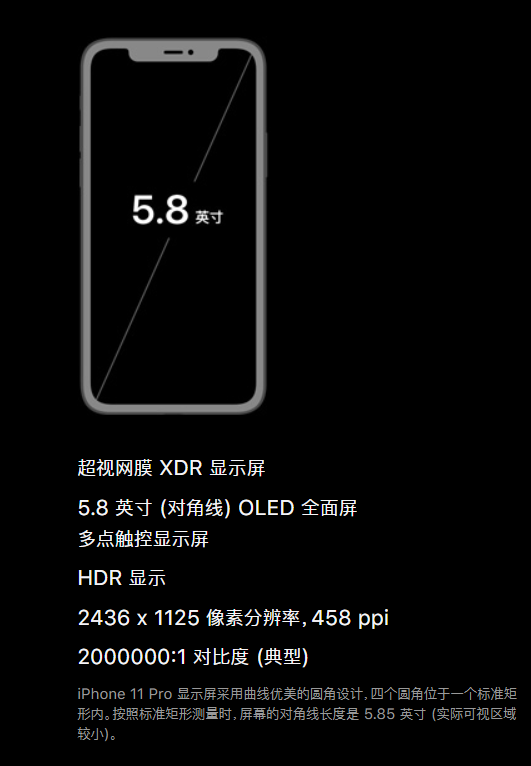 5.8 英寸
超视网膜 XDR 显示屏
5.8 英寸 (对角线) OLED 全面屏
多点触控显示屏
HDR 显示
2436 x 1125 像素分辨率，458 ppi
2000000:1 对比度 (典型)
iPhone 11 Pro 显示屏采用曲线优美的圆角设计，四个圆角位于一个标准矩
形内。按照标准矩形测量时，屏幕的对角线长度是 5.85 英寸 (实际可视区域
较小)。